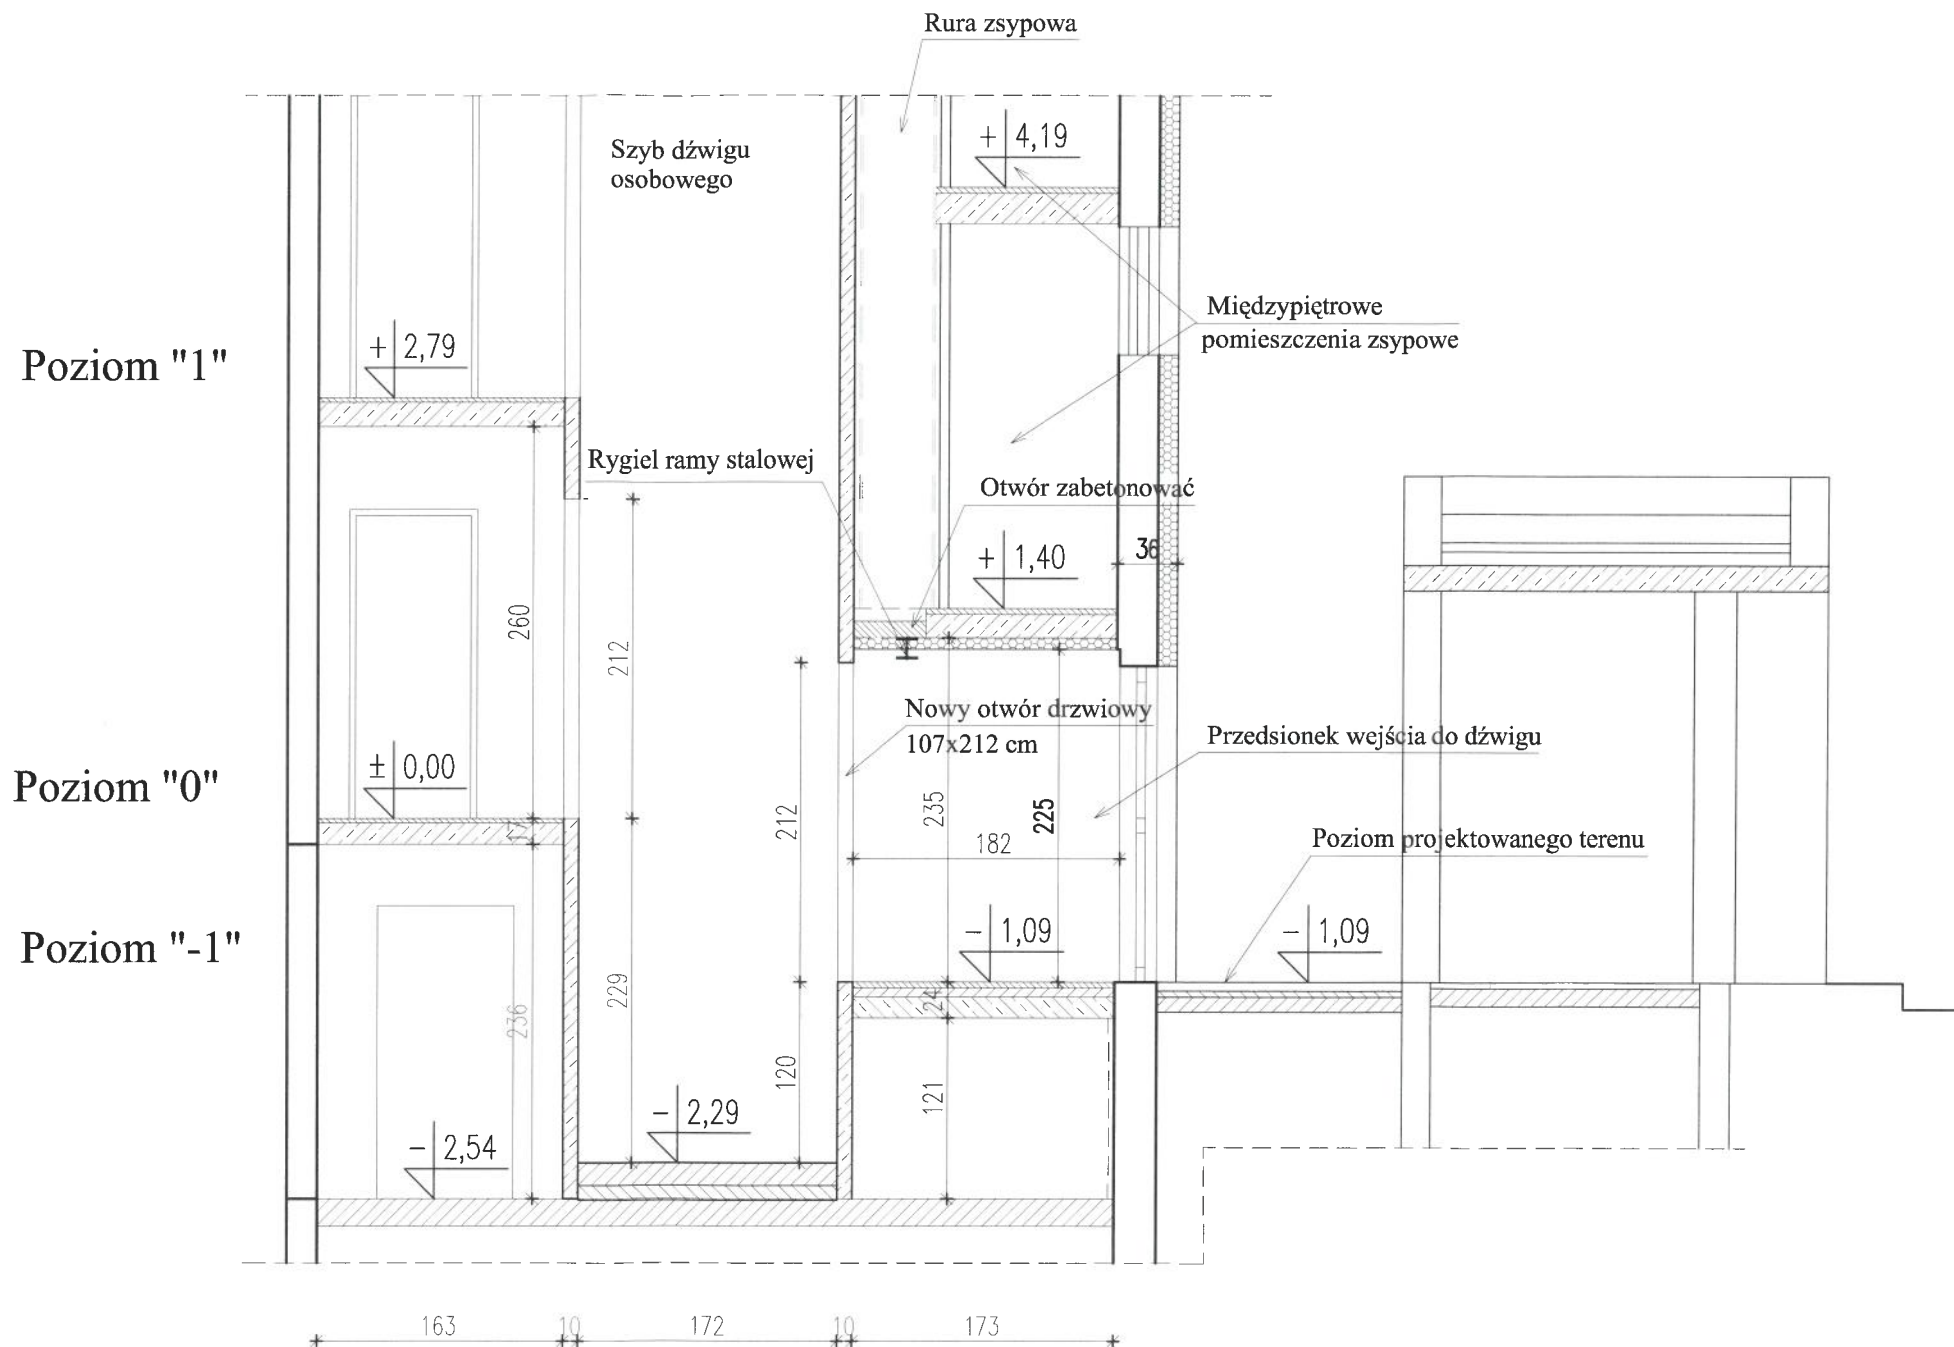 Rura zsypowa
+ 4,19
Szyb dźwigu
osobowego
Międzypiętrowe
pomieszczenia zsypowe
Poziom "1"
+ 2,79
Rygiel ramy stalowej
Otwór zabetonować
36
+ 1,40
260
212
Nowy otwór drzwiowy
107x212 cm
Przedsionek wejścia do dźwigu
Poziom "0"
± 0,00
17
212
235
225
182
Poziom projektowanego terenu
Poziom "-1"
- 1,09
- 1,09
229
24
236
120
121
- 2,29
- 2,54
163
10
172
10
173